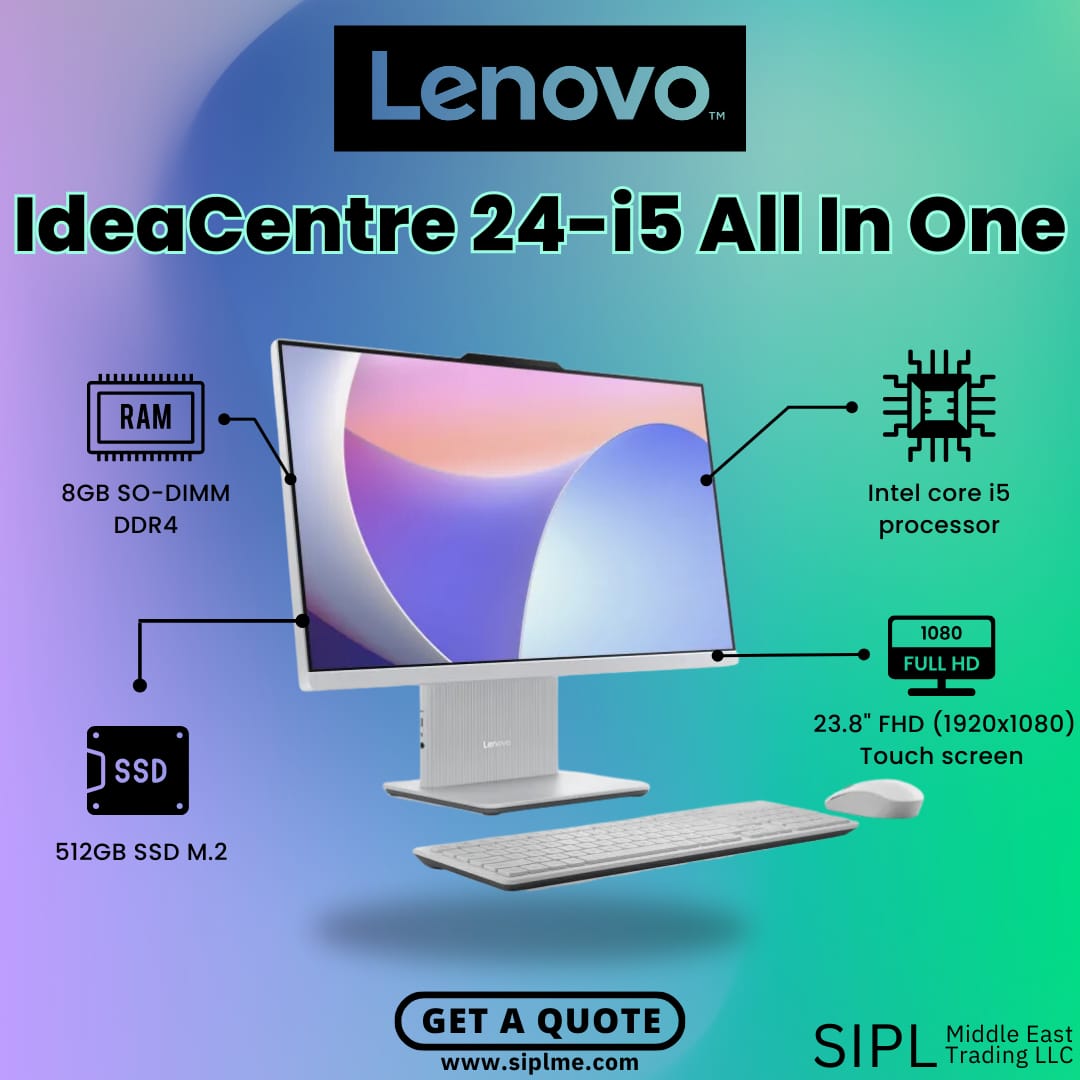 Lenovo™
IdeaCentre 24-i5 All In One
RAM
8GB SO-DIMM
DDR4
Intel core i5
processor
1080
FULL HD
23.8" FHD (1920x1080)
Touch screen
Lenovo
SSD
512GB SSD M.2
GET A QUOTE
www.siplme.com
SIPL Middle East
Trading LLC